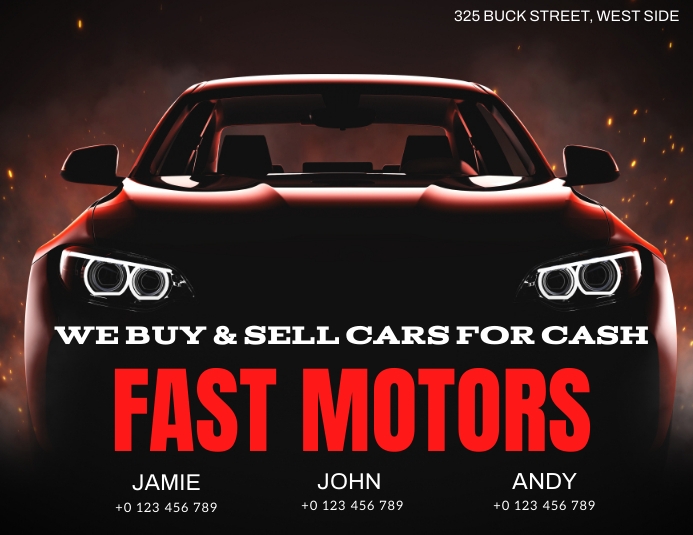 325 BUCK STREET, WEST SIDE
WE BUY & SELL CARS FOR CASH
FAST MOTORS
JAMIE JOHN ANDY
+0 123 456 789 +0 123 456 789 +0 123 456 789